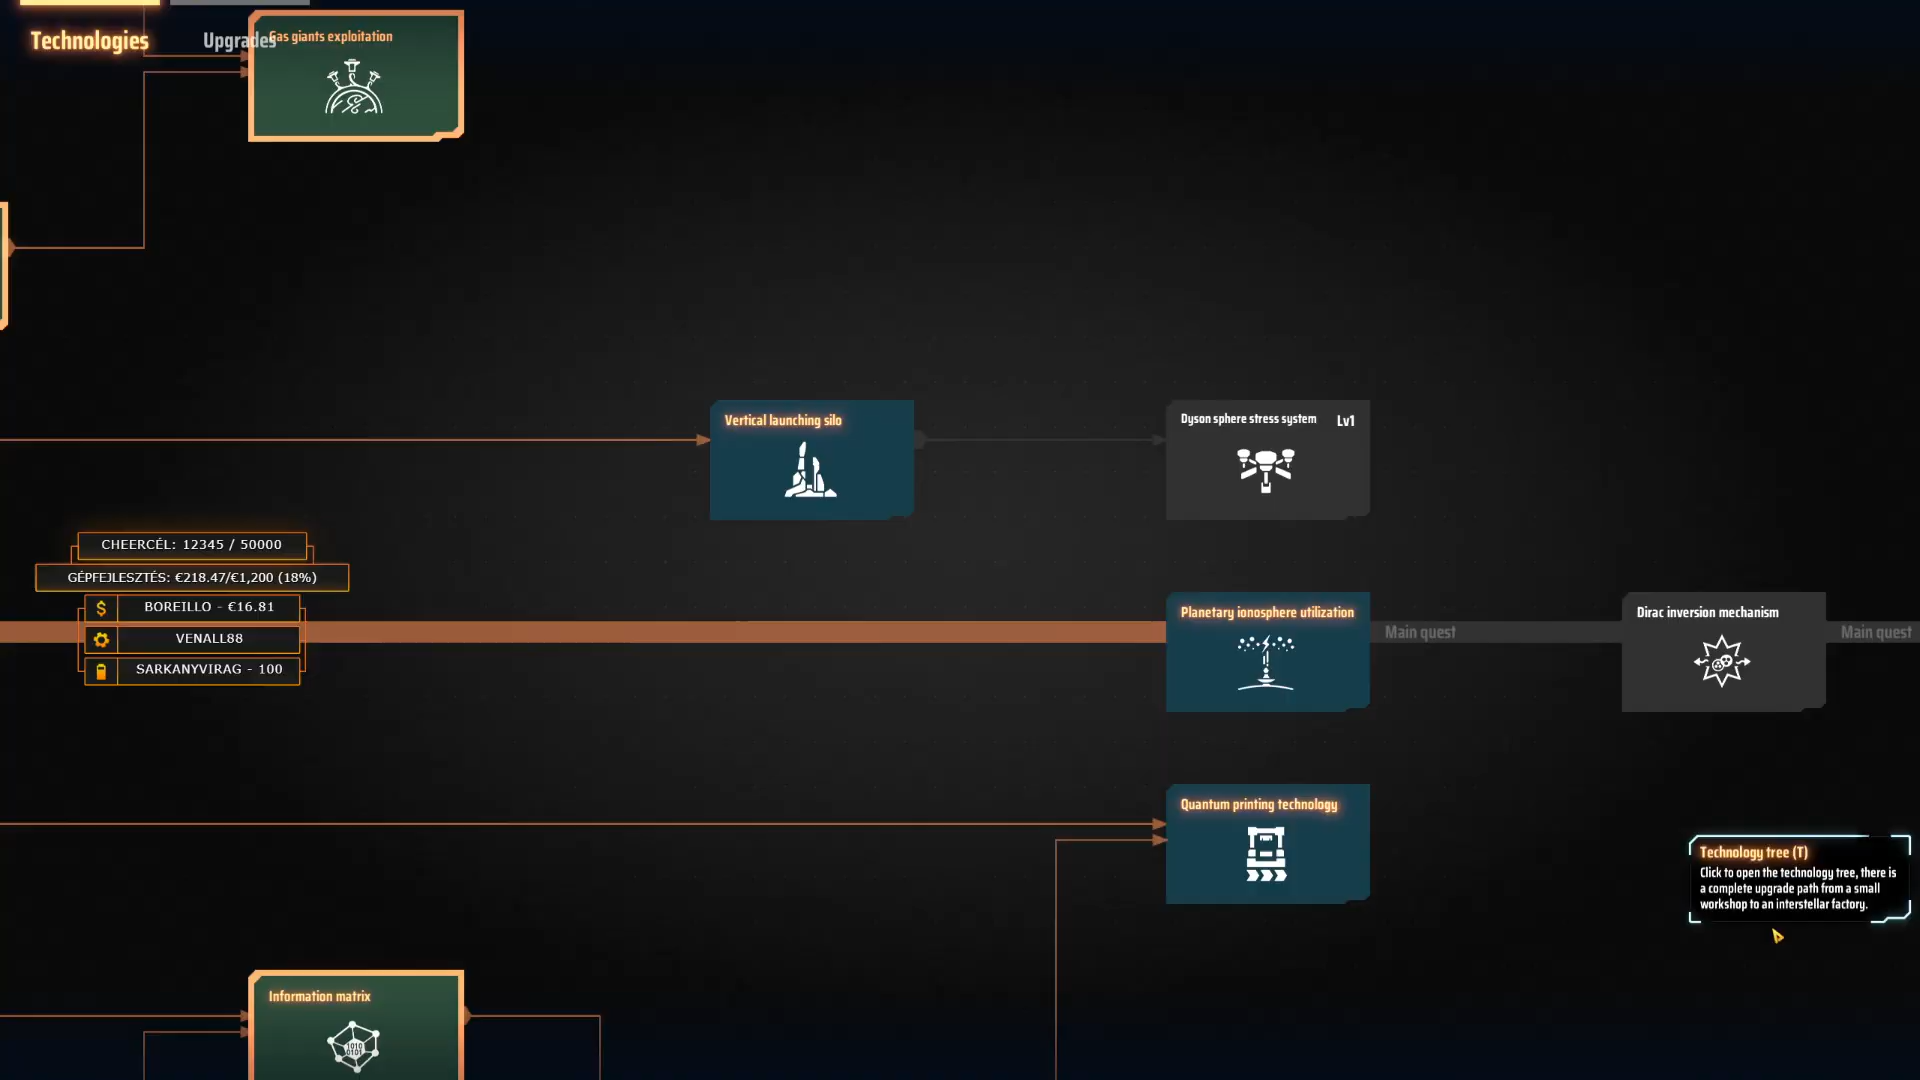 Technologies
Upgrades
Gas giants exploitation
Vertical launching silo
Dyson sphere stress system Lv1
CHEERCÉL: 12345 / 50000
GÉPFEJLESZTÉS: €218.47/€1,200 (18%)
$ BOREILLO - €16.81
VENALL88
SARKANYVIRAG - 100
Planetary ionosphere utilization
Main quest
Dirac inversion mechanism
Main quest
Quantum printing technology
Technology tree (T)
Click to open the technology tree, there is
a complete upgrade path from a small
workshop to an interstellar factory.
Information matrix
1010
0101